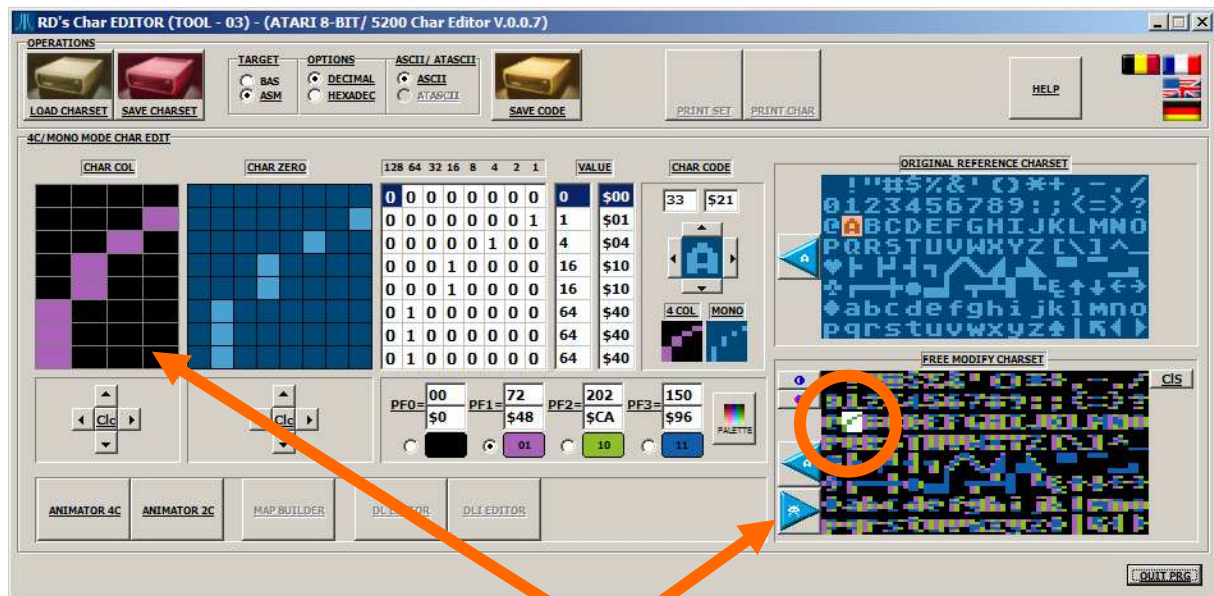 RD's Char EDITOR (TOOL - 03) - (ATARI 8-BIT/ 5200 Char Editor V.0.0.7)
OPERATIONS
LOAD CHARSET
SAVE CHARSET
TARGET
BAS
ASM
OPTIONS
DECIMAL
HEXADEC
ASCII/ ATASCII
ASCII
ATASCII
SAVE CODE
PRINT SET
PRINT CHAR
HELP
4C/MONO MODE CHAR EDIT
CHAR COL
CHAR ZERO
128 64 32 16 8 4 2 1
VALUE
0 0 0 0 0 0 0 0 0 $00
0 0 0 0 0 0 0 1 1 $01
0 0 0 0 0 1 0 0 4 $04
0 0 0 1 0 0 0 0 16 $10
0 0 0 1 0 0 0 0 16 $10
0 1 0 0 0 0 0 0 64 $40
0 1 0 0 0 0 0 0 64 $40
0 1 0 0 0 0 0 0 64 $40
CHAR CODE
33 $21
A
4 COL MONO
ORIGINAL REFERENCE CHARSET
!"#$%&'()*+,-./
0123456789:;<=>?
@ABCDEFGHIJKLMNO
PQRSTUVWXYZ[\]^_
abcdefghijklmno
pqrstuvwxyz
A
FREE MODIFY CHARSET
ClS
A
Clc
Clc
PF0= 00 $0
PF1= 72 $48
PF2= 202 $CA
PF3= 150 $96
01
10
11
PALETTE
ANIMATOR 4C
ANIMATOR 2C
MAP BUILDER
DLI EDITOR
QUIT PRG